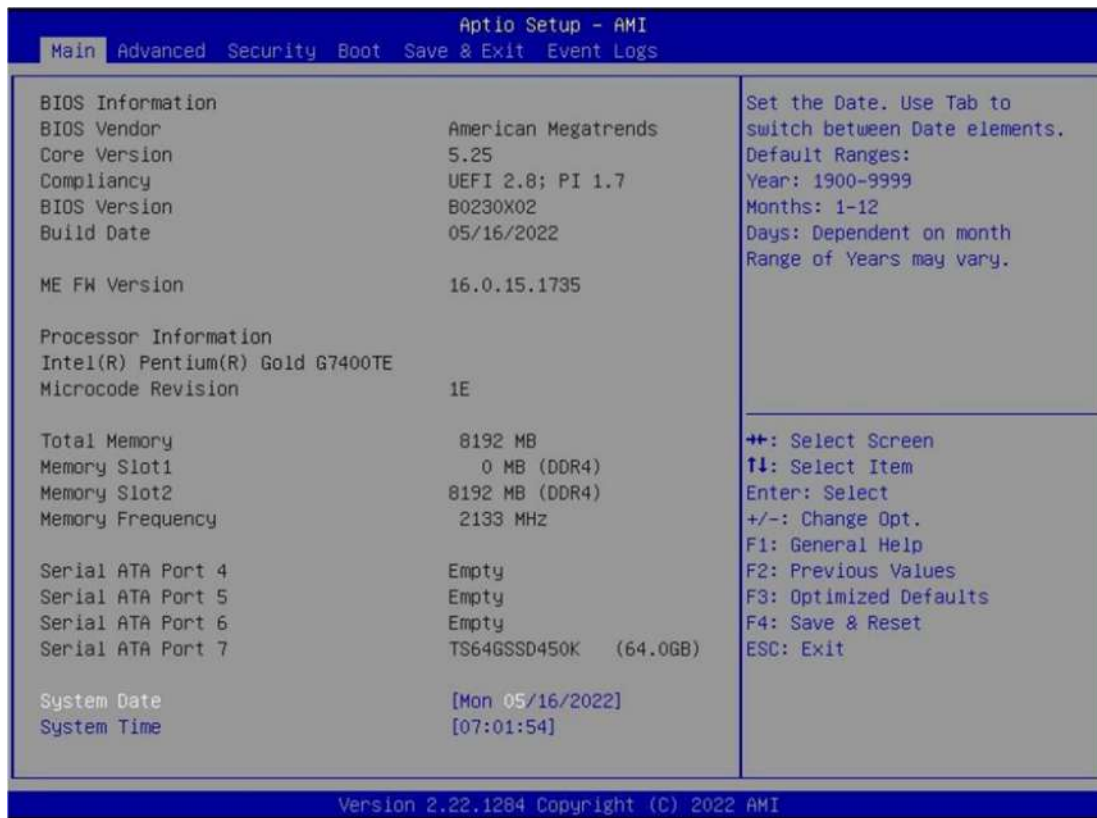 Aptio Setup - AMI
Main Advanced Security Boot Save & Exit Event Logs
BIOS Information
BIOS Vendor American Megatrends
Core Version 5.25
Compliancy UEFI 2.8; PI 1.7
BIOS Version B0230X02
Build Date 05/16/2022
ME FW Version 16.0.15.1735
Processor Information
Intel(R) Pentium(R) Gold G7400TE
Microcode Revision 1E
Total Memory 8192 MB
Memory Slot1 0 MB (DDR4)
Memory Slot2 8192 MB (DDR4)
Memory Frequency 2133 MHz
Serial ATA Port 4 Empty
Serial ATA Port 5 Empty
Serial ATA Port 6 Empty
Serial ATA Port 7 TS64GSSD450K (64.0GB)
System Date [Mon 05/16/2022]
System Time [07:01:54]
Set the Date. Use Tab to
switch between Date elements.
Default Ranges:
Year: 1900-9999
Months: 1-12
Days: Dependent on month
Range of Years may vary.
→←: Select Screen
↑↓: Select Item
Enter: Select
+/-: Change Opt.
F1: General Help
F2: Previous Values
F3: Optimized Defaults
F4: Save & Reset
ESC: Exit
Version 2.22.1284 Copyright (C) 2022 AMI